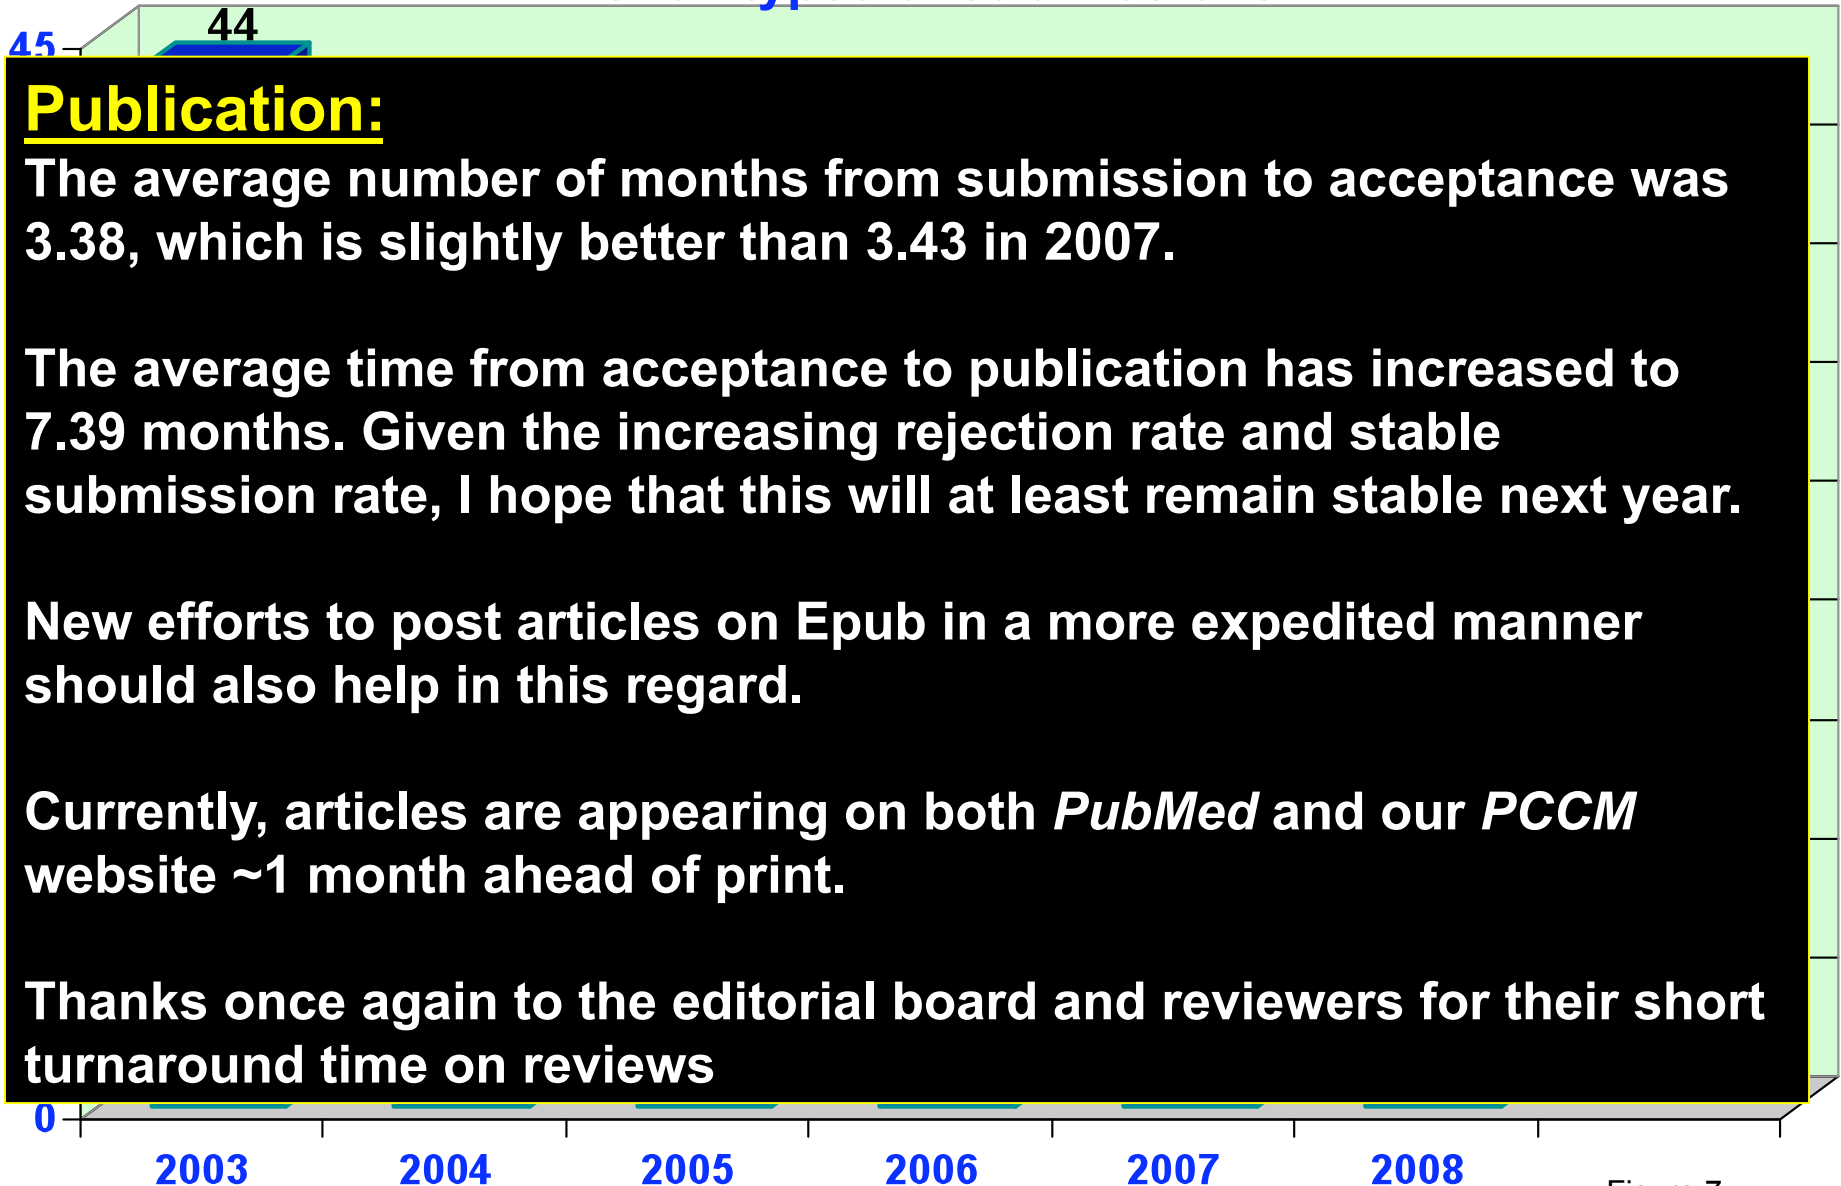 44
45
Publication:
The average number of months from submission to acceptance was
3.38, which is slightly better than 3.43 in 2007.
The average time from acceptance to publication has increased to
7.39 months. Given the increasing rejection rate and stable
submission rate, I hope that this will at least remain stable next year.
New efforts to post articles on Epub in a more expedited manner
should also help in this regard.
Currently, articles are appearing on both PubMed and our PCCM
website ~1 month ahead of print.
Thanks once again to the editorial board and reviewers for their short
turnaround time on reviews
0
2003 2004 2005 2006 2007 2008
Figure 7